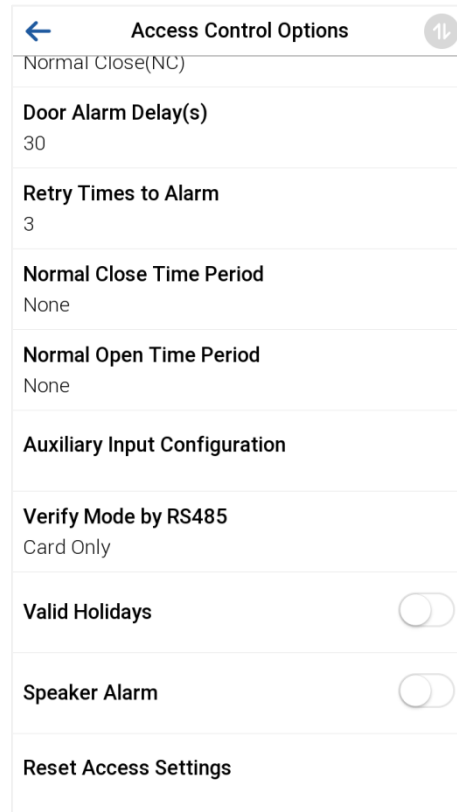 Access Control Options
Normal Close(NC)
Door Alarm Delay(s)
30
Retry Times to Alarm
3
Normal Close Time Period
None
Normal Open Time Period
None
Auxiliary Input Configuration
Verify Mode by RS485
Card Only
Valid Holidays
Speaker Alarm
Reset Access Settings